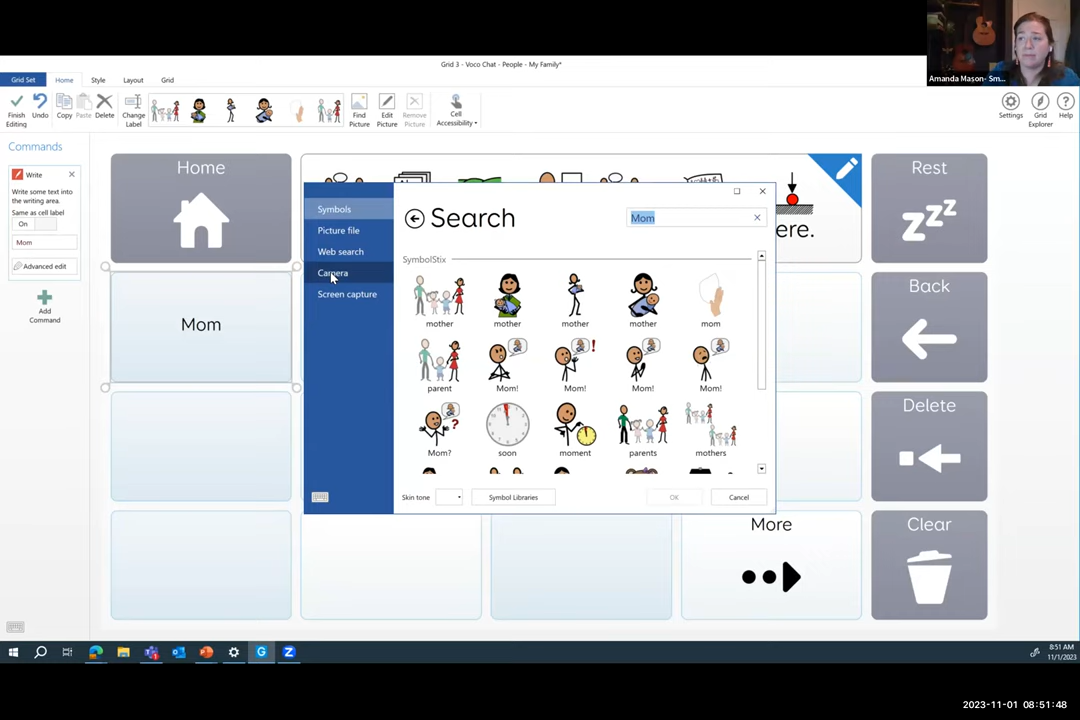 Amanda Mason- Sm...
Grid 3 - Voco Chat - People - My Family*
Grid Set Home Style Layout Grid
Finish Editing
Undo
Copy
Paste
Delete
Change Label
Find Picture
Edit Picture
Remove Picture
Cell Accessibility
Settings
Grid Explorer
Help
Commands
Write
Write some text into the writing area.
Same as cell label
On
Mom
Advanced edit
Add Command
Home
Rest
zzz
ere.
Mom
Back
Delete
More
Clear
Symbols
Picture file
Web search
Camera
Screen capture
Search
Mom
SymbolStix
mother mother mother mother mom
parent Mom! Mom! Mom! Mom!
Mom? soon moment parents mothers
Skin tone
Symbol Libraries
OK
Cancel
8:51 AM
11/1/2023
2023-11-01 08:51:48